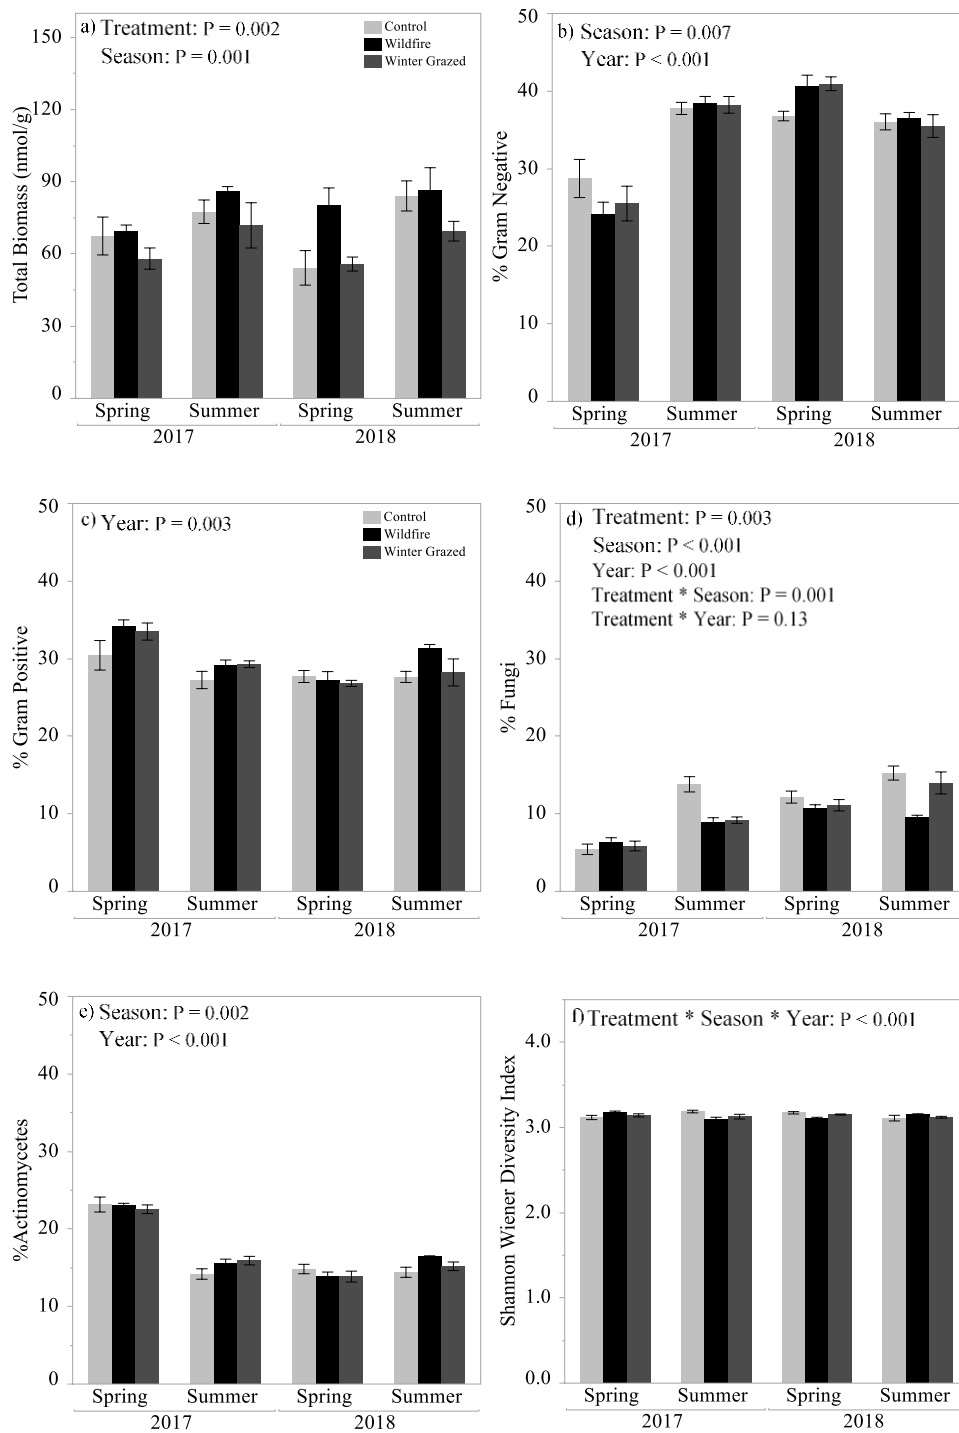 a) Treatment: P = 0.002
Season: P = 0.001
Control
Wildfire
Winter Grazed
Total Biomass (nmol/g)
150
120
90
60
30
0
Spring Summer Spring Summer
2017 2018
b) Season: P = 0.007
Year: P < 0.001
% Gram Negative
50
40
30
20
10
0
Spring Summer Spring Summer
2017 2018
c) Year: P = 0.003
Control
Wildfire
Winter Grazed
% Gram Positive
50
40
30
20
10
0
Spring Summer Spring Summer
2017 2018
d) Treatment: P = 0.003
Season: P < 0.001
Year: P < 0.001
Treatment * Season: P = 0.001
Treatment * Year: P = 0.13
% Fungi
50
40
30
20
10
0
Spring Summer Spring Summer
2017 2018
e) Season: P = 0.002
Year: P < 0.001
%Actinomycetes
50
40
30
20
10
0
Spring Summer Spring Summer
2017 2018
f) Treatment * Season * Year: P < 0.001
Shannon Wiener Diversity Index
4.0
3.0
2.0
1.0
0.0
Spring Summer Spring Summer
2017 2018